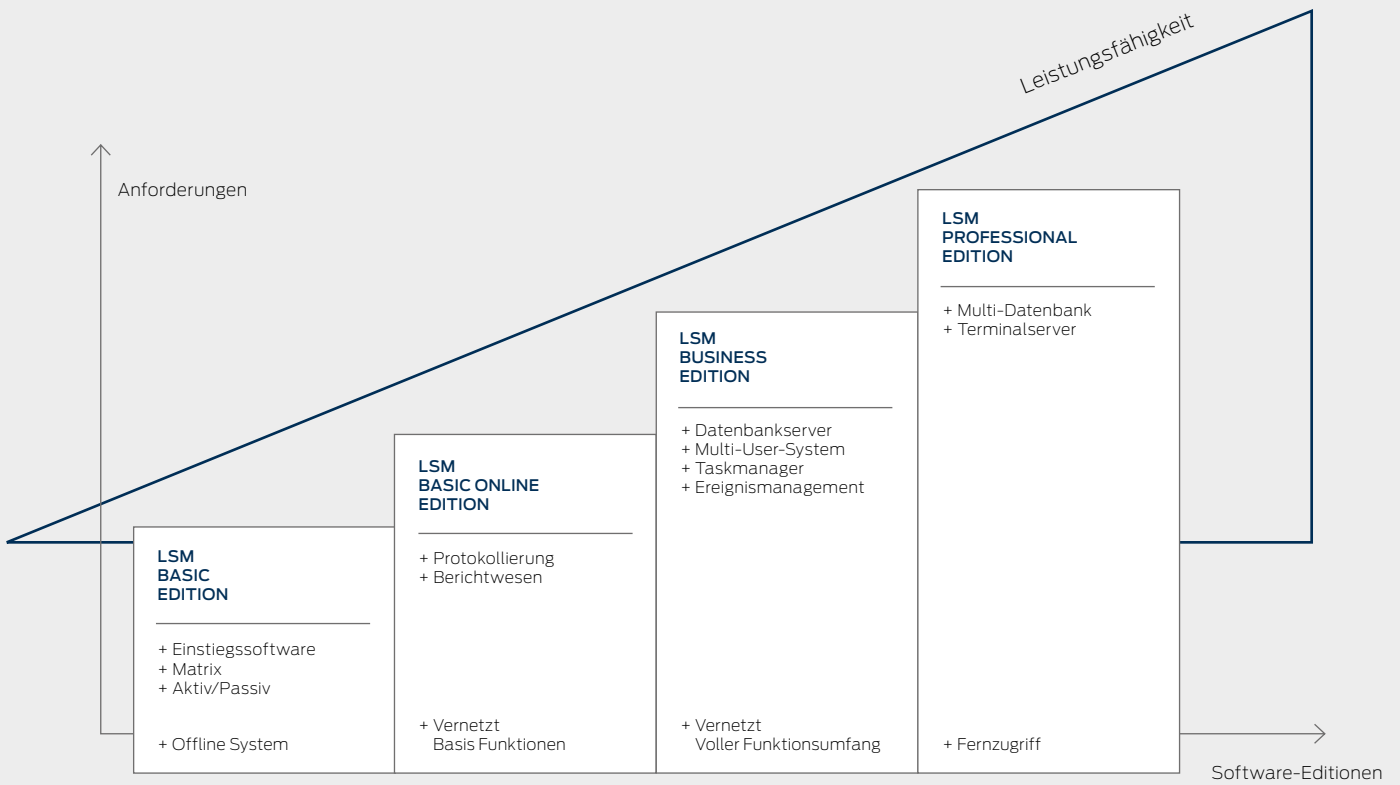 Leistungsfähigkeit
Anforderungen
LSM
BASIC
EDITION
+ Einstiegssoftware
+ Matrix
+ Aktiv/Passiv
+ Offline System
LSM
BASIC ONLINE
EDITION
+ Protokollierung
+ Berichtwesen
+ Vernetzt
Basis Funktionen
LSM
BUSINESS
EDITION
+ Datenbankserver
+ Multi-User-System
+ Taskmanager
+ Ereignismanagement
+ Vernetzt
Voller Funktionsumfang
LSM
PROFESSIONAL
EDITION
+ Multi-Datenbank
+ Terminalserver
+ Fernzugriff
Software-Editionen